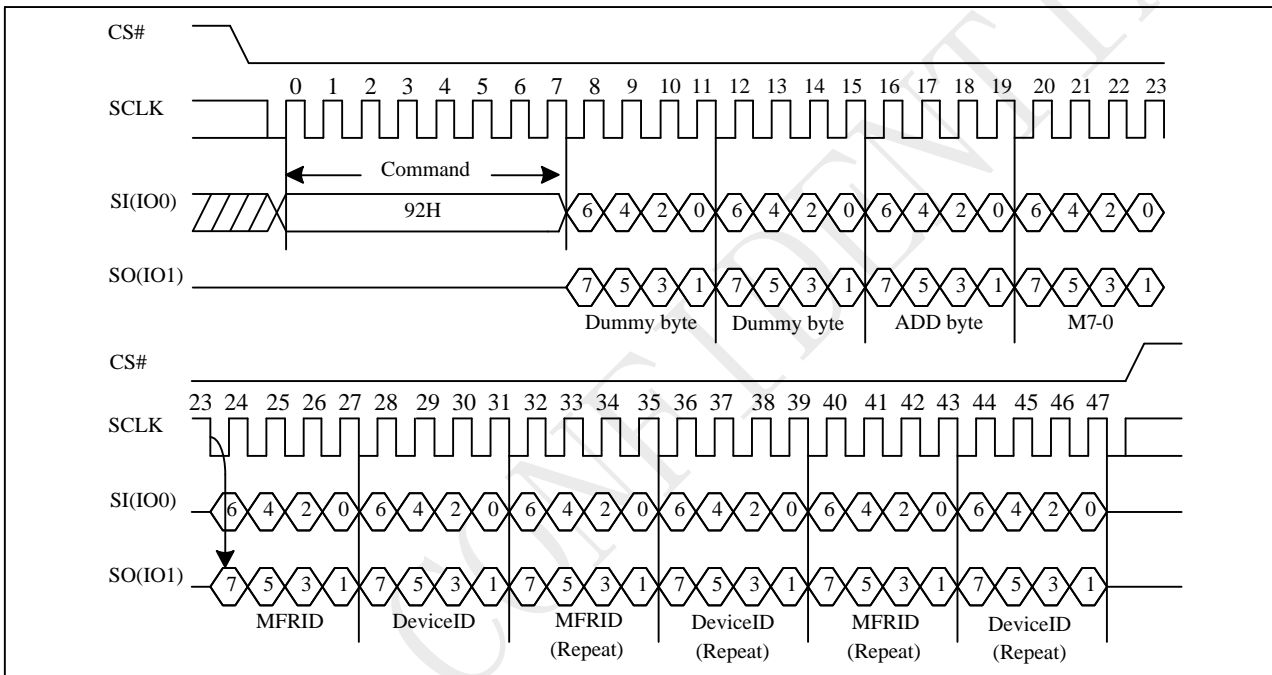 CS#
0 1 2 3 4 5 6 7 8 9 10 11 12 13 14 15 16 17 18 19 20 21 22 23
SCLK
Command
SI(IO0) 92H 6 4 2 0 6 4 2 0 6 4 2 0 6 4 2 0
SO(IO1) 7 5 3 1 7 5 3 1 7 5 3 1 7 5 3 1
Dummy byte Dummy byte ADD byte M7-0
CS#
23 24 25 26 27 28 29 30 31 32 33 34 35 36 37 38 39 40 41 42 43 44 45 46 47
SCLK
SI(IO0) 6 4 2 0 6 4 2 0 6 4 2 0 6 4 2 0 6 4 2 0 6 4 2 0
SO(IO1) 7 5 3 1 7 5 3 1 7 5 3 1 7 5 3 1 7 5 3 1 7 5 3 1
MFRID DeviceID MFRID DeviceID MFRID DeviceID
(Repeat) (Repeat) (Repeat) (Repeat)
CONFIDENTI